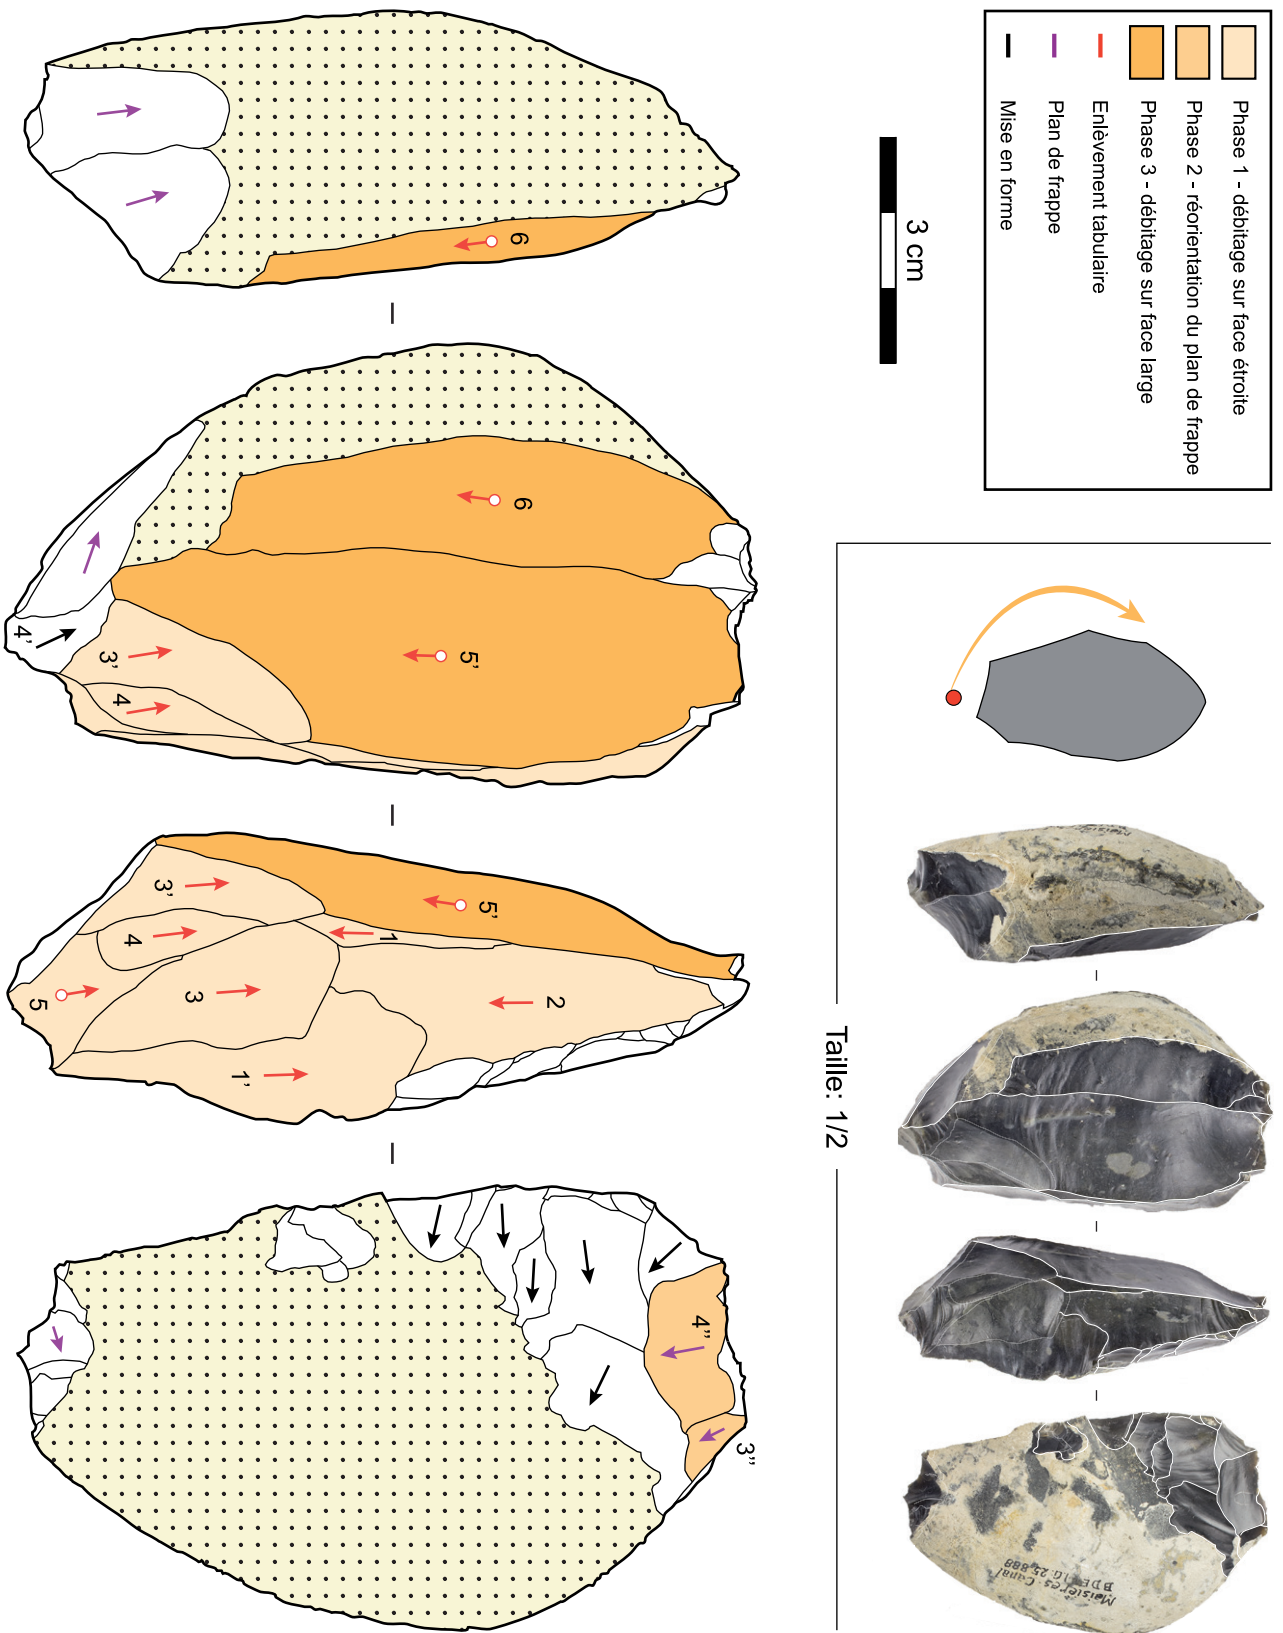 Phase 1 - débitage sur face étroite
Phase 2 - réorientation du plan de frappe
Phase 3 - débitage sur face large
Enlèvement tabulaire
Plan de frappe
Mise en forme
3 cm
Taille: 1/2
6
6
5'
4'
3'
4
3'
4
5
3
1'
1
5'
2
4"
3"
Maisières Canal